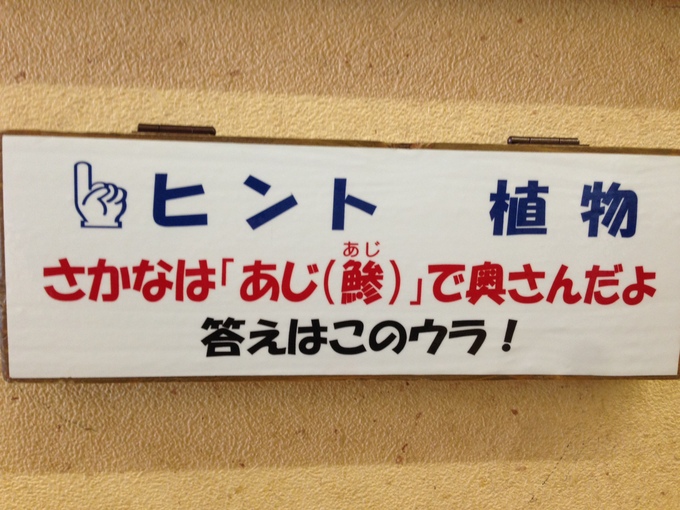 ヒント 植物
さかなは「あじ(鯵)」で奥さんだよ
あじ
答えはこのウラ!